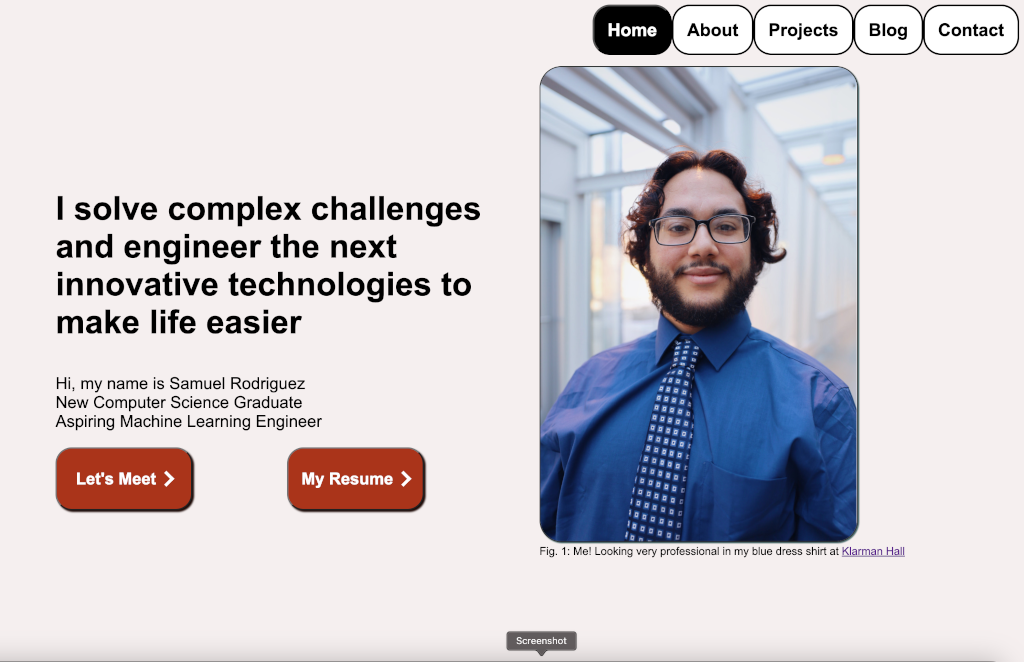 Home
About
Projects
Blog
Contact
I solve complex challenges
and engineer the next
innovative technologies to
make life easier
Hi, my name is Samuel Rodriguez
New Computer Science Graduate
Aspiring Machine Learning Engineer
Let's Meet
My Resume
Fig. 1: Me! Looking very professional in my blue dress shirt at Klarman Hall
Screenshot